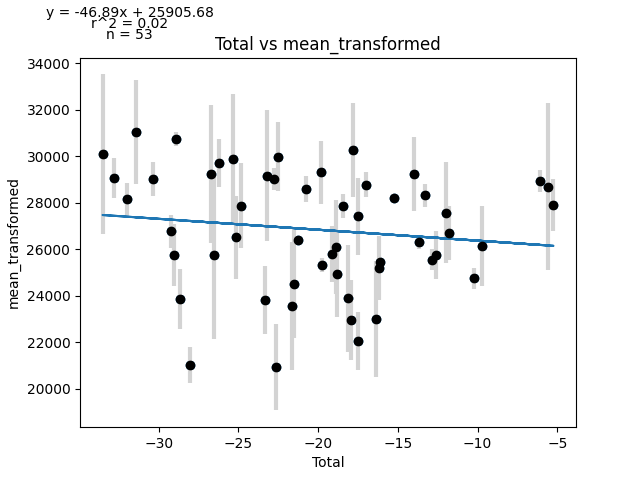 y = -46.89x + 25905.68
r^2 = 0.02
n = 53
Total vs mean_transformed
34000
32000
30000
28000
26000
24000
22000
20000
mean_transformed
−30
−25
−20
−15
−10
−5
Total